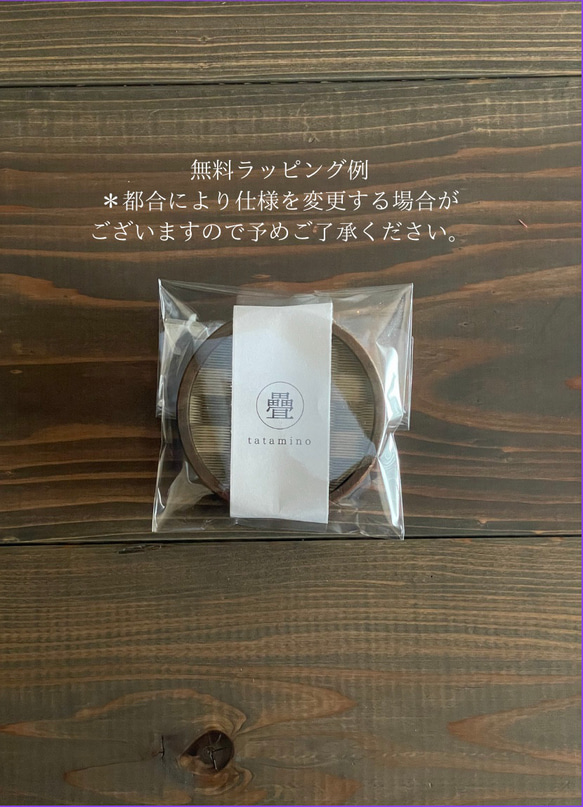 無料ラッピング例
＊都合により仕様を変更する場合が
ございますので予めご了承ください。
疊
tatamino